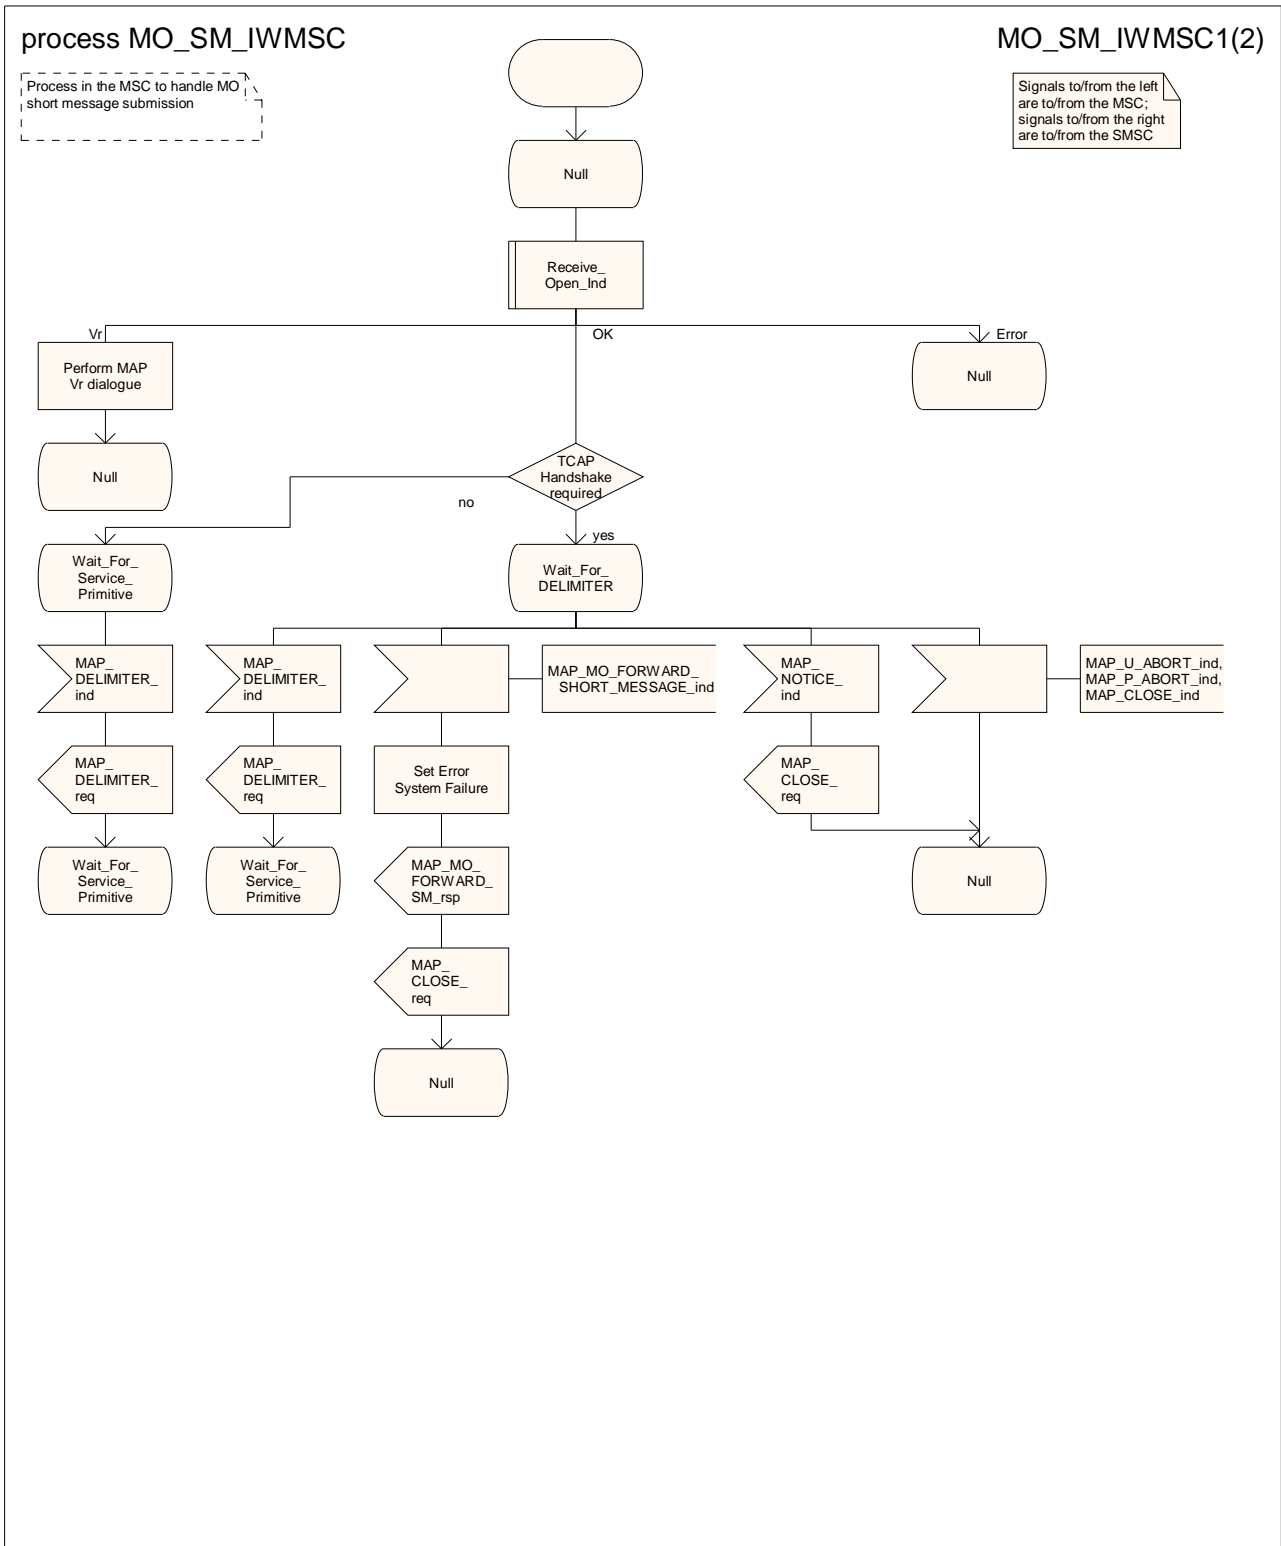 process MO_SM_IWMSC
MO_SM_IWMSC1(2)
Process in the MSC to handle MO
short message submission
Signals to/from the left
are to/from the MSC;
signals to/from the right
are to/from the SMSC
Null
Receive_
Open_Ind
Vr
OK
Error
Perform MAP
Vr dialogue
Null
Null
TCAP
Handshake
required
no
yes
Wait_For_
Service_
Primitive
Wait_For_
DELIMITER
MAP_
DELIMITER_
ind
MAP_
DELIMITER_
ind
MAP_MO_FORWARD_
SHORT_MESSAGE_ind
MAP_
NOTICE_
ind
MAP_U_ABORT_ind,
MAP_P_ABORT_ind,
MAP_CLOSE_ind
MAP_
DELIMITER_
req
MAP_
DELIMITER_
req
Set Error
System Failure
MAP_
CLOSE_
req
Wait_For_
Service_
Primitive
Wait_For_
Service_
Primitive
MAP_MO_
FORWARD_
SM_rsp
Null
MAP_
CLOSE_
req
Null